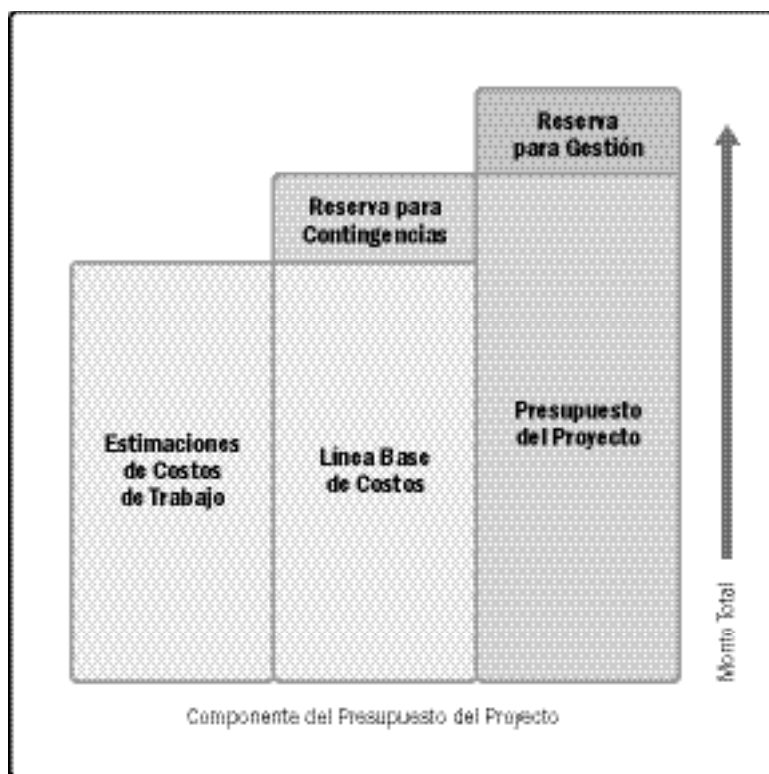 Reserva
para Gestión
Reserva para
Contingencias
Estimaciones
de Costos
de Trabajo
Línea Base
de Costos
Presupuesto
del Proyecto
Monto Total
Componente del Presupuesto del Proyecto